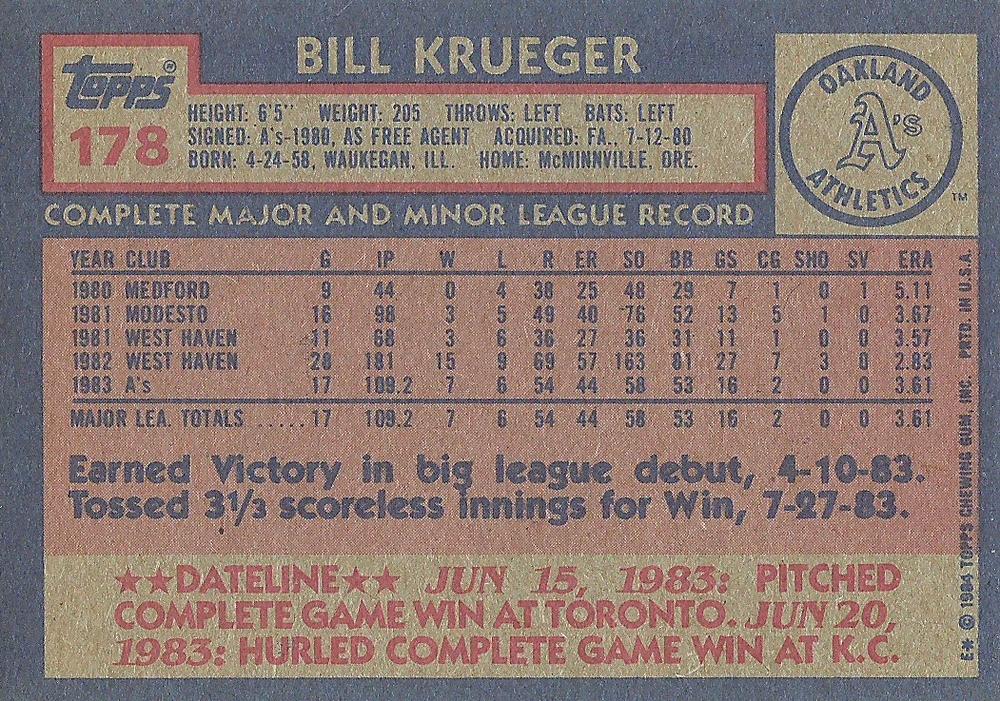 BILL KRUEGER
Topps®
178
HEIGHT: 6'5" WEIGHT: 205 THROWS: LEFT BATS: LEFT
SIGNED: A's-1980, AS FREE AGENT ACQUIRED: FA., 7-12-80
BORN: 4-24-58, WAUKEGAN, ILL. HOME: McMINNVILLE, ORE.
OAKLAND
A's
ATHLETICS
TM
COMPLETE MAJOR AND MINOR LEAGUE RECORD
YEAR CLUB G IP W L R ER SO BB GS CG SHO SV ERA
1980 MEDFORD 9 44 0 4 38 25 48 29 7 1 0 1 5.11
1981 MODESTO 16 98 3 5 49 40 76 52 13 5 1 0 3.67
1981 WEST HAVEN 11 68 3 6 36 27 36 31 11 1 0 0 3.57
1982 WEST HAVEN 28 181 15 9 69 57 163 81 27 7 3 0 2.83
1983 A's 17 109.2 7 6 54 44 58 53 16 2 0 0 3.61
MAJOR LEA. TOTALS .....17 109.2 7 6 54 44 58 53 16 2 0 0 3.61
Earned Victory in big league debut, 4-10-83.
Tossed 3 1/3 scoreless innings for Win, 7-27-83.
★★DATELINE★★ JUN 15, 1983: PITCHED
COMPLETE GAME WIN AT TORONTO. JUN 20,
1983: HURLED COMPLETE GAME WIN AT K.C.
E* © 1984 TOPPS CHEWING GUM, INC. PRTD. IN U.S.A.